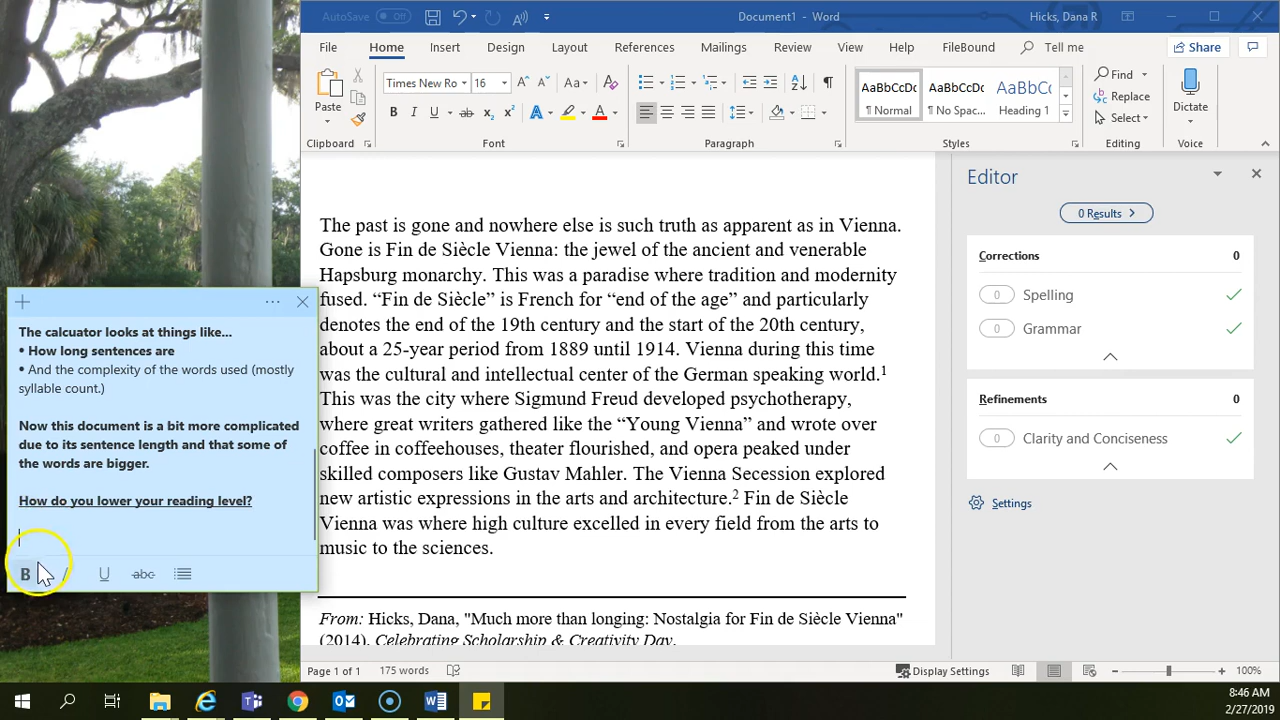 AutoSave Off
Document1 - Word
Hicks, Dana R
File Home Insert Design Layout References Mailings Review View Help FileBound Tell me Share
Paste
Times New Ro 16 Aa
B I U abc x₂ x² A A
AaBbCcDc AaBbCcDc AaBbCc
¶ Normal ¶ No Spac... Heading 1
Find
Replace
Select
Dictate
Clipboard Font Paragraph Styles Editing Voice
The past is gone and nowhere else is such truth as apparent as in Vienna.
Gone is Fin de Siècle Vienna: the jewel of the ancient and venerable
Hapsburg monarchy. This was a paradise where tradition and modernity
fused. “Fin de Siècle” is French for “end of the age” and particularly
denotes the end of the 19th century and the start of the 20th century,
about a 25-year period from 1889 until 1914. Vienna during this time
was the cultural and intellectual center of the German speaking world.¹
This was the city where Sigmund Freud developed psychotherapy,
where great writers gathered like the “Young Vienna” and wrote over
coffee in coffeehouses, theater flourished, and opera peaked under
skilled composers like Gustav Mahler. The Vienna Secession explored
new artistic expressions in the arts and architecture.² Fin de Siècle
Vienna was where high culture excelled in every field from the arts to
music to the sciences.
From: Hicks, Dana, "Much more than longing: Nostalgia for Fin de Siècle Vienna"
(2014). Celebrating Scholarship & Creativity Day.
Editor
0 Results
Corrections 0
0 Spelling
0 Grammar
Refinements 0
0 Clarity and Conciseness
Settings
The calcuator looks at things like...
• How long sentences are
• And the complexity of the words used (mostly
syllable count.)
Now this document is a bit more complicated
due to its sentence length and that some of
the words are bigger.
How do you lower your reading level?
B I U abc
Page 1 of 1 175 words Display Settings 100%
8:46 AM
2/27/2019